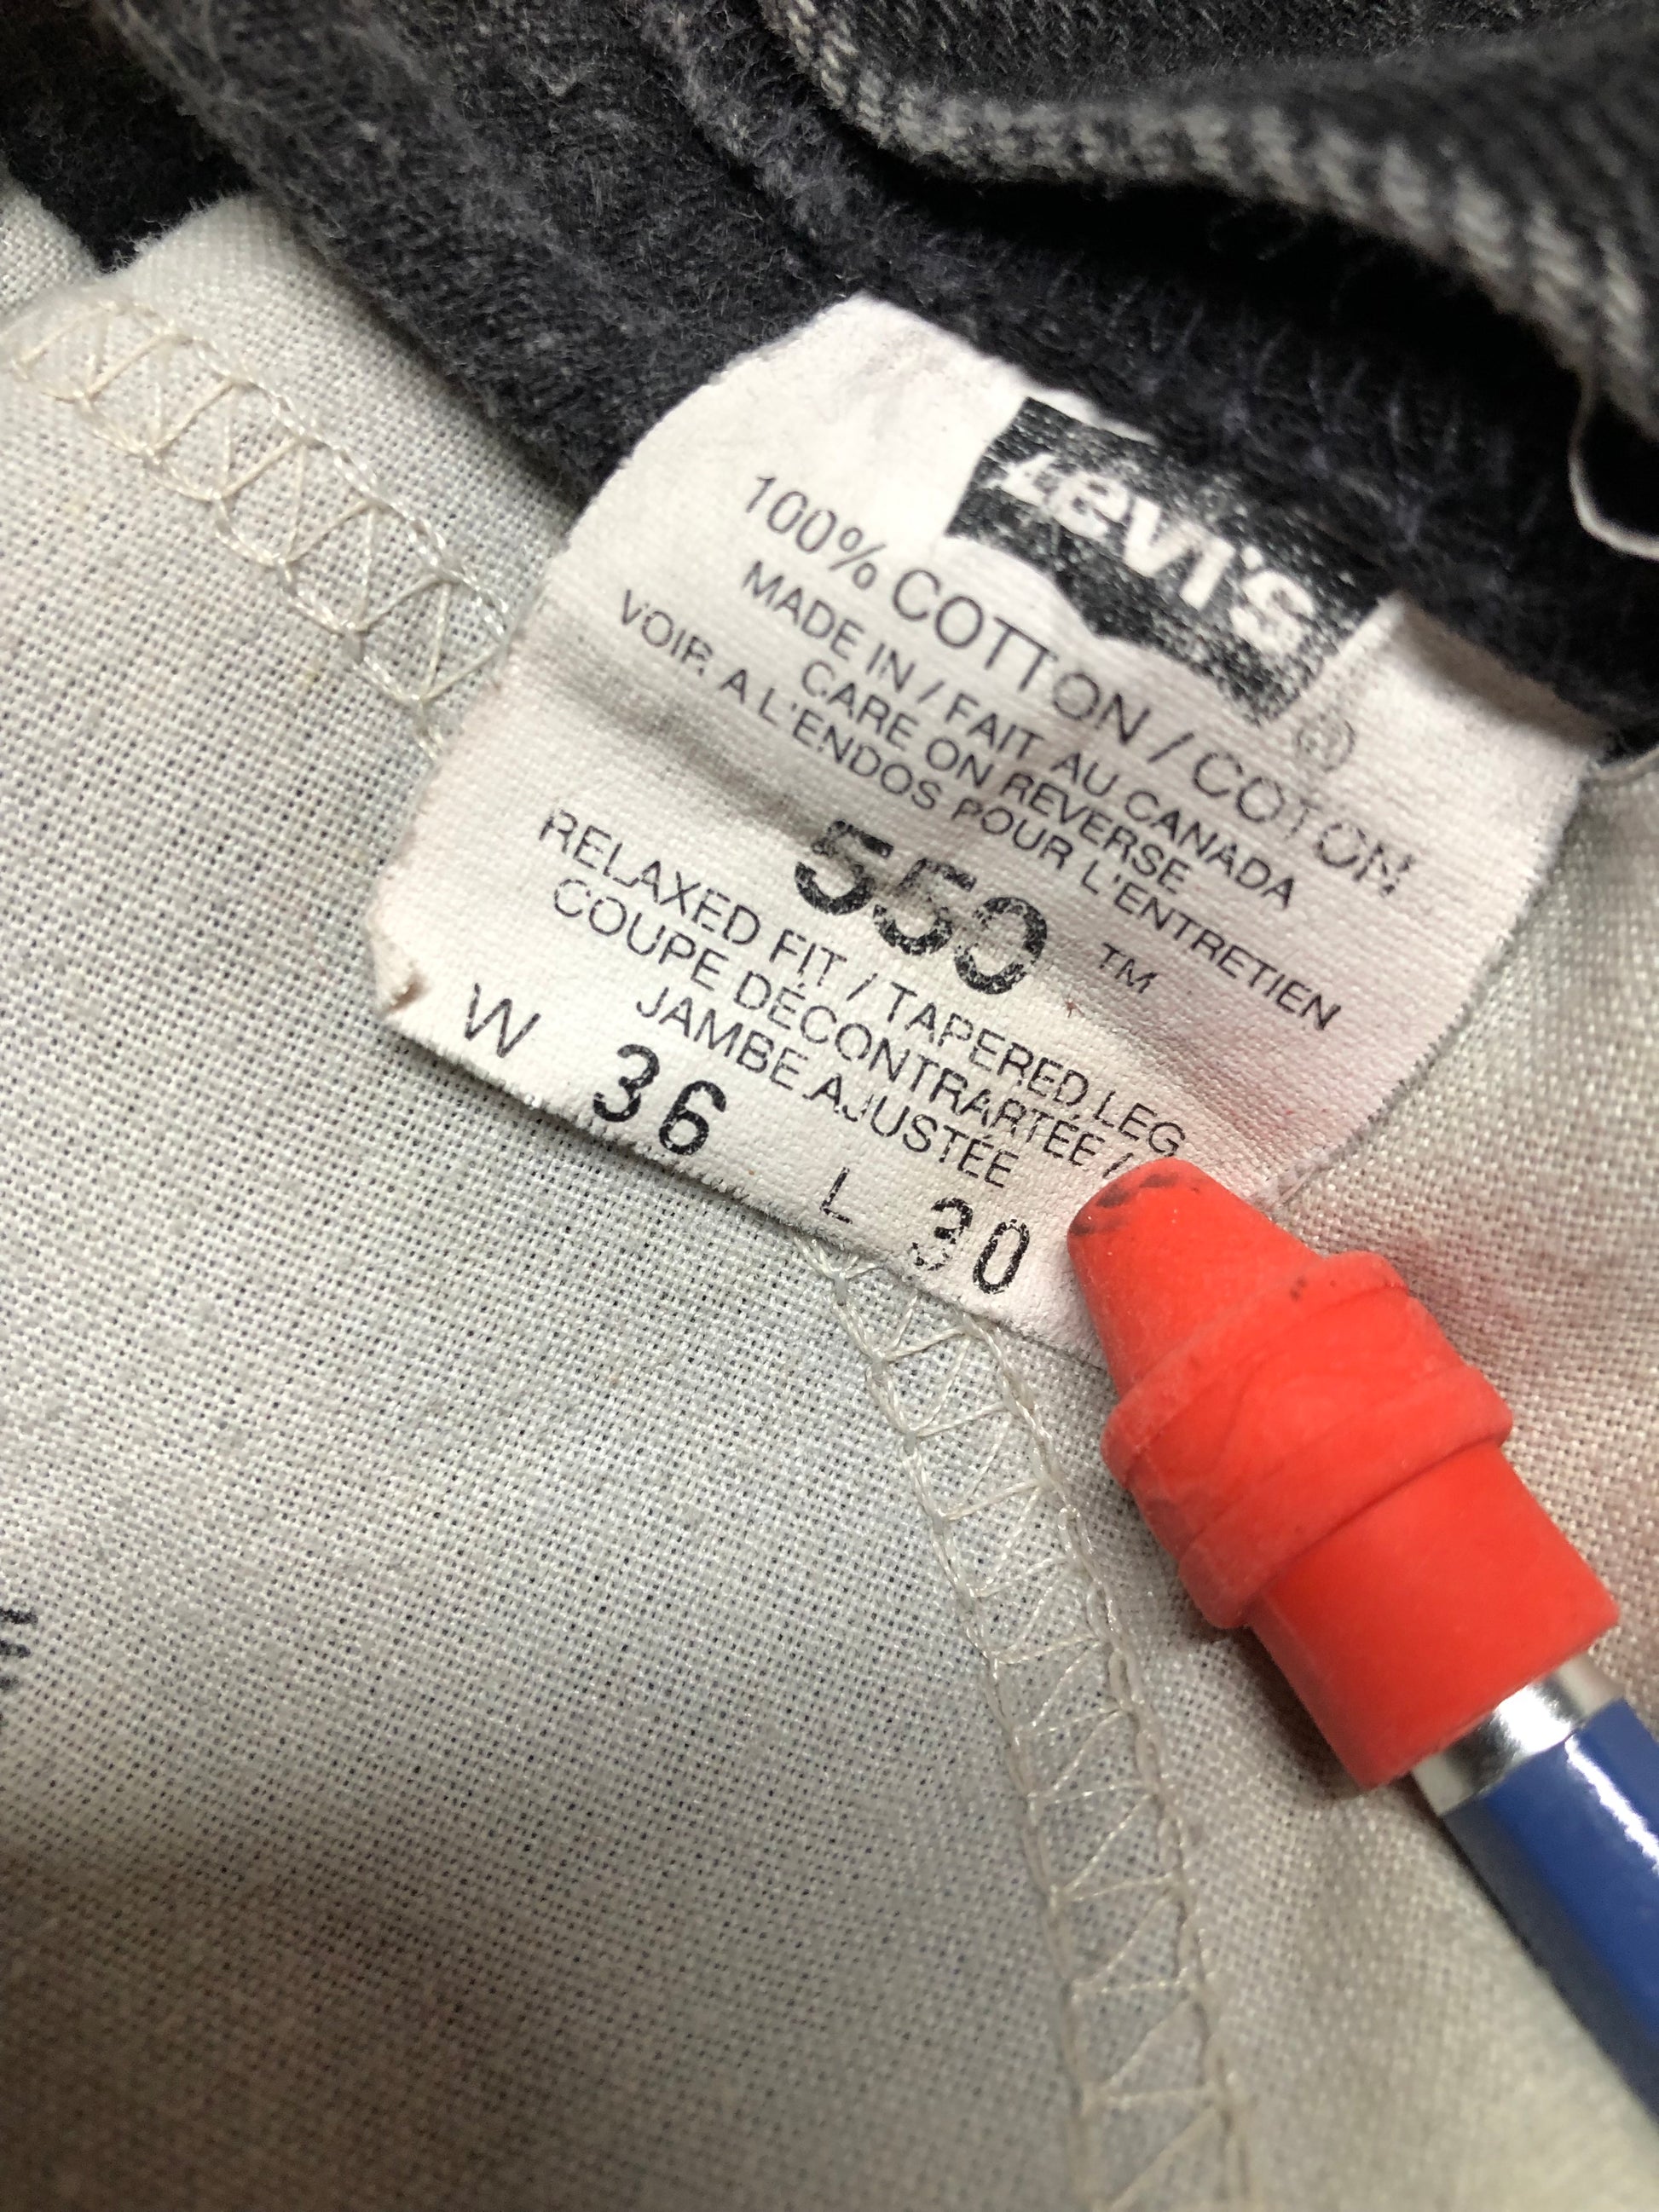 Levi's ®
100% COTTON / COTON
MADE IN / FAIT AU CANADA
CARE ON REVERSE
VOIR A L'ENDOS POUR L'ENTRETIEN
550 TM
RELAXED FIT / TAPERED LEG
COUPE DÉCONTRARTÉE /
JAMBE AJUSTÉE
W 36 L 30